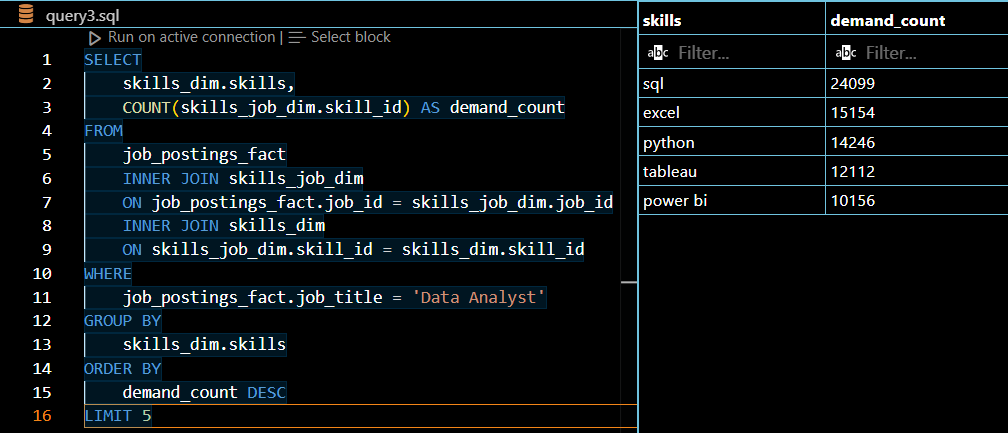 query3.sql
Run on active connection | Select block
1 SELECT
2 skills_dim.skills,
3 COUNT(skills_job_dim.skill_id) AS demand_count
4 FROM
5 job_postings_fact
6 INNER JOIN skills_job_dim
7 ON job_postings_fact.job_id = skills_job_dim.job_id
8 INNER JOIN skills_dim
9 ON skills_job_dim.skill_id = skills_dim.skill_id
10 WHERE
11 job_postings_fact.job_title = 'Data Analyst'
12 GROUP BY
13 skills_dim.skills
14 ORDER BY
15 demand_count DESC
16 LIMIT 5
skills demand_count
abc Filter... abc Filter...
sql 24099
excel 15154
python 14246
tableau 12112
power bi 10156